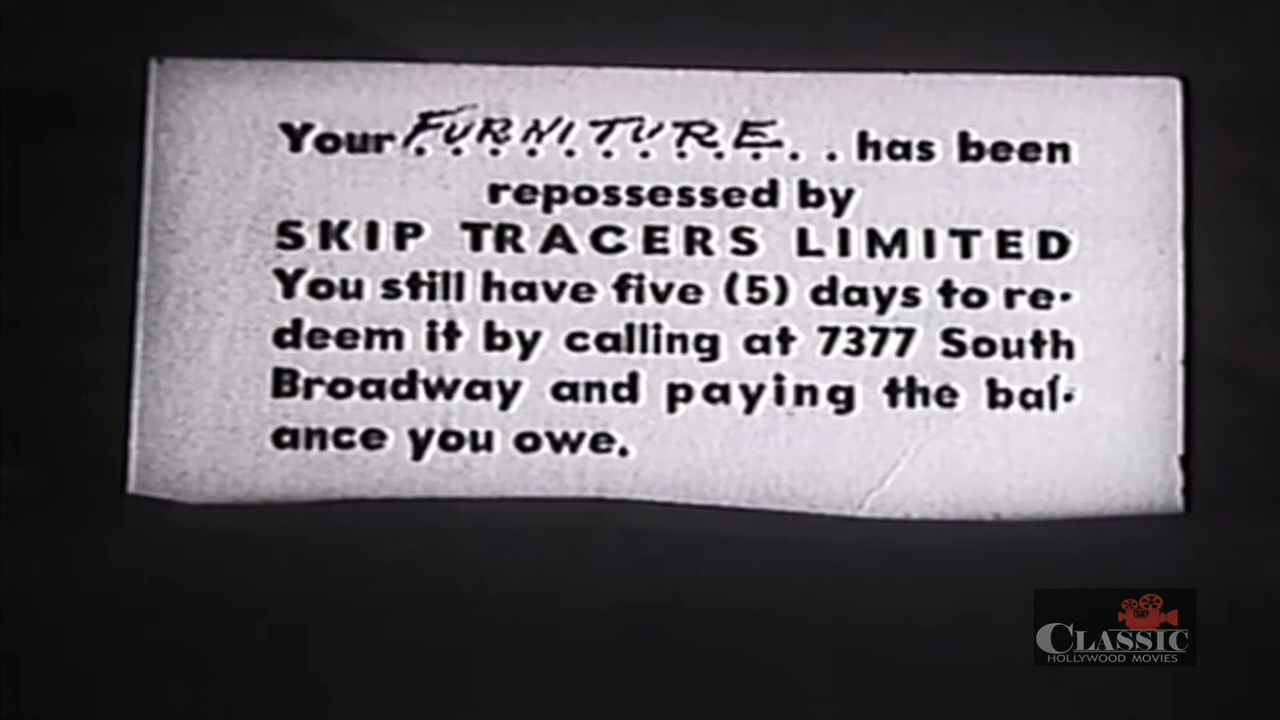 Your FURNITURE.. has been
repossessed by
SKIP TRACERS LIMITED
You still have five (5) days to re-
deem it by calling at 7377 South
Broadway and paying the bal-
ance you owe.
CLASSIC
HOLLYWOOD MOVIES